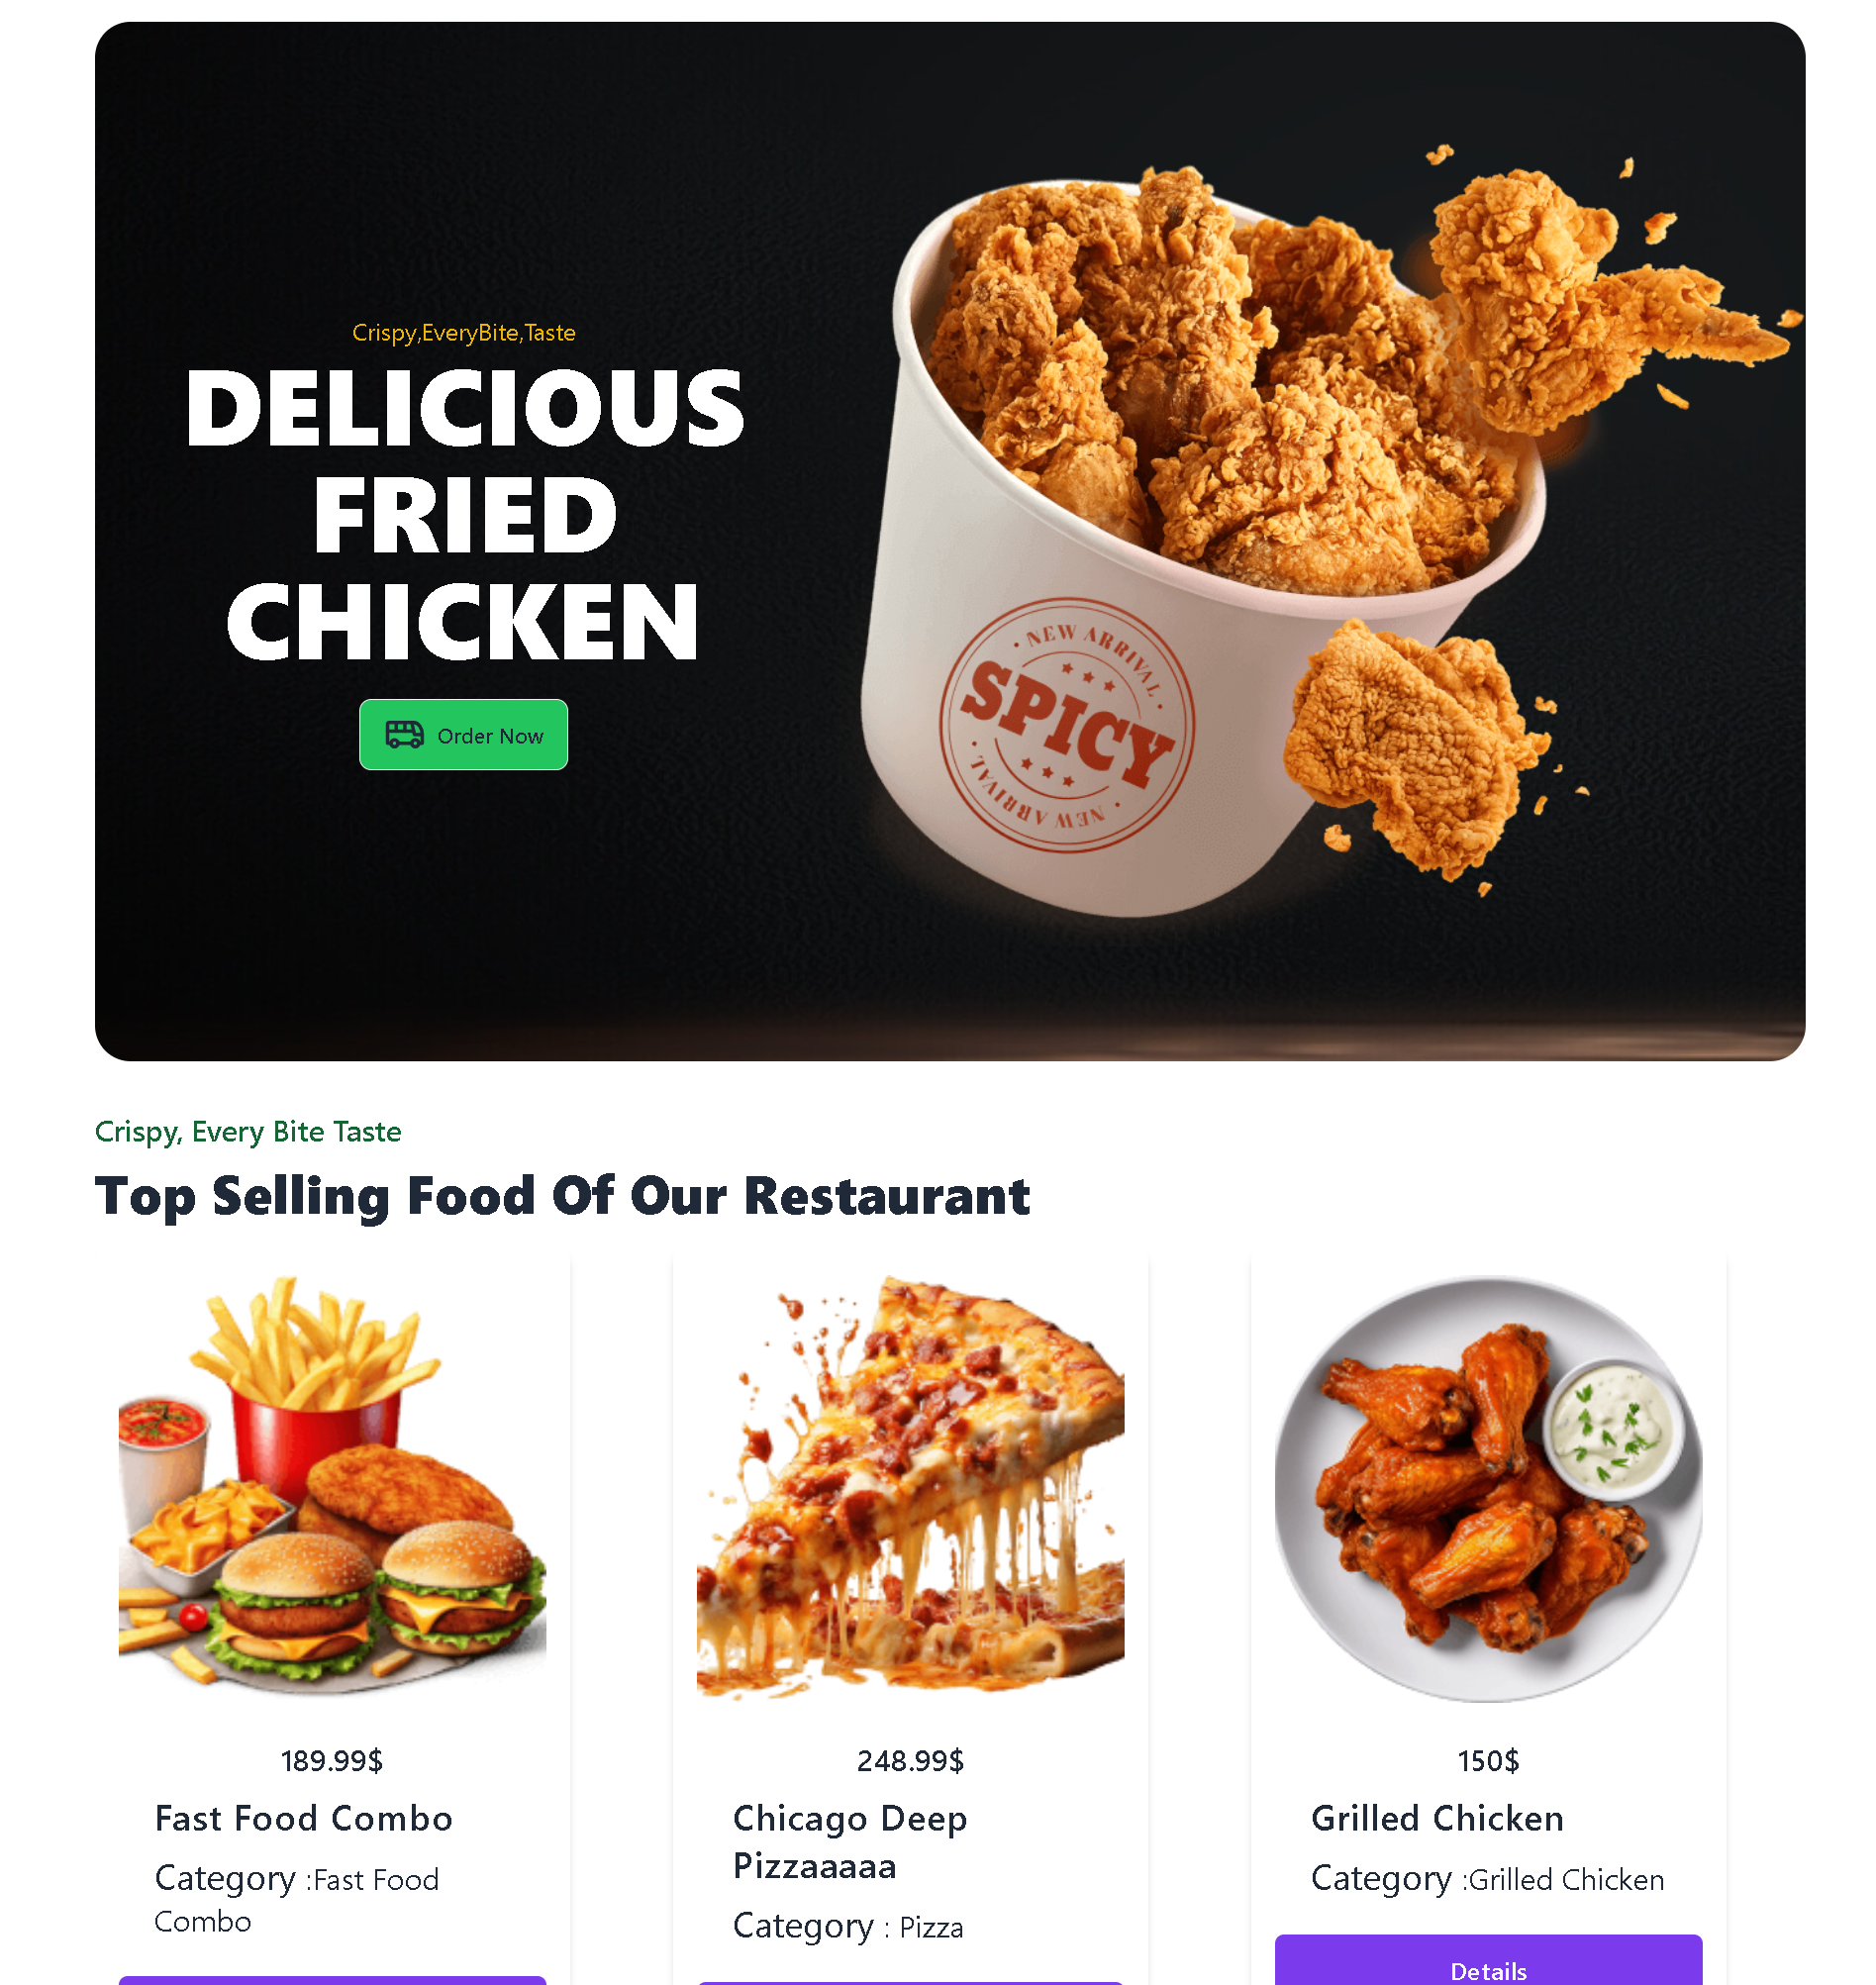 Crispy,EveryBite,Taste
DELICIOUS
FRIED
CHICKEN
Order Now
NEW ARRIVAL
SPICY
NEW ARRIVAL
Crispy, Every Bite Taste
Top Selling Food Of Our Restaurant
189.99$
Fast Food Combo
Category :Fast Food
Combo
248.99$
Chicago Deep
Pizzaaaaa
Category : Pizza
150$
Grilled Chicken
Category :Grilled Chicken
Details